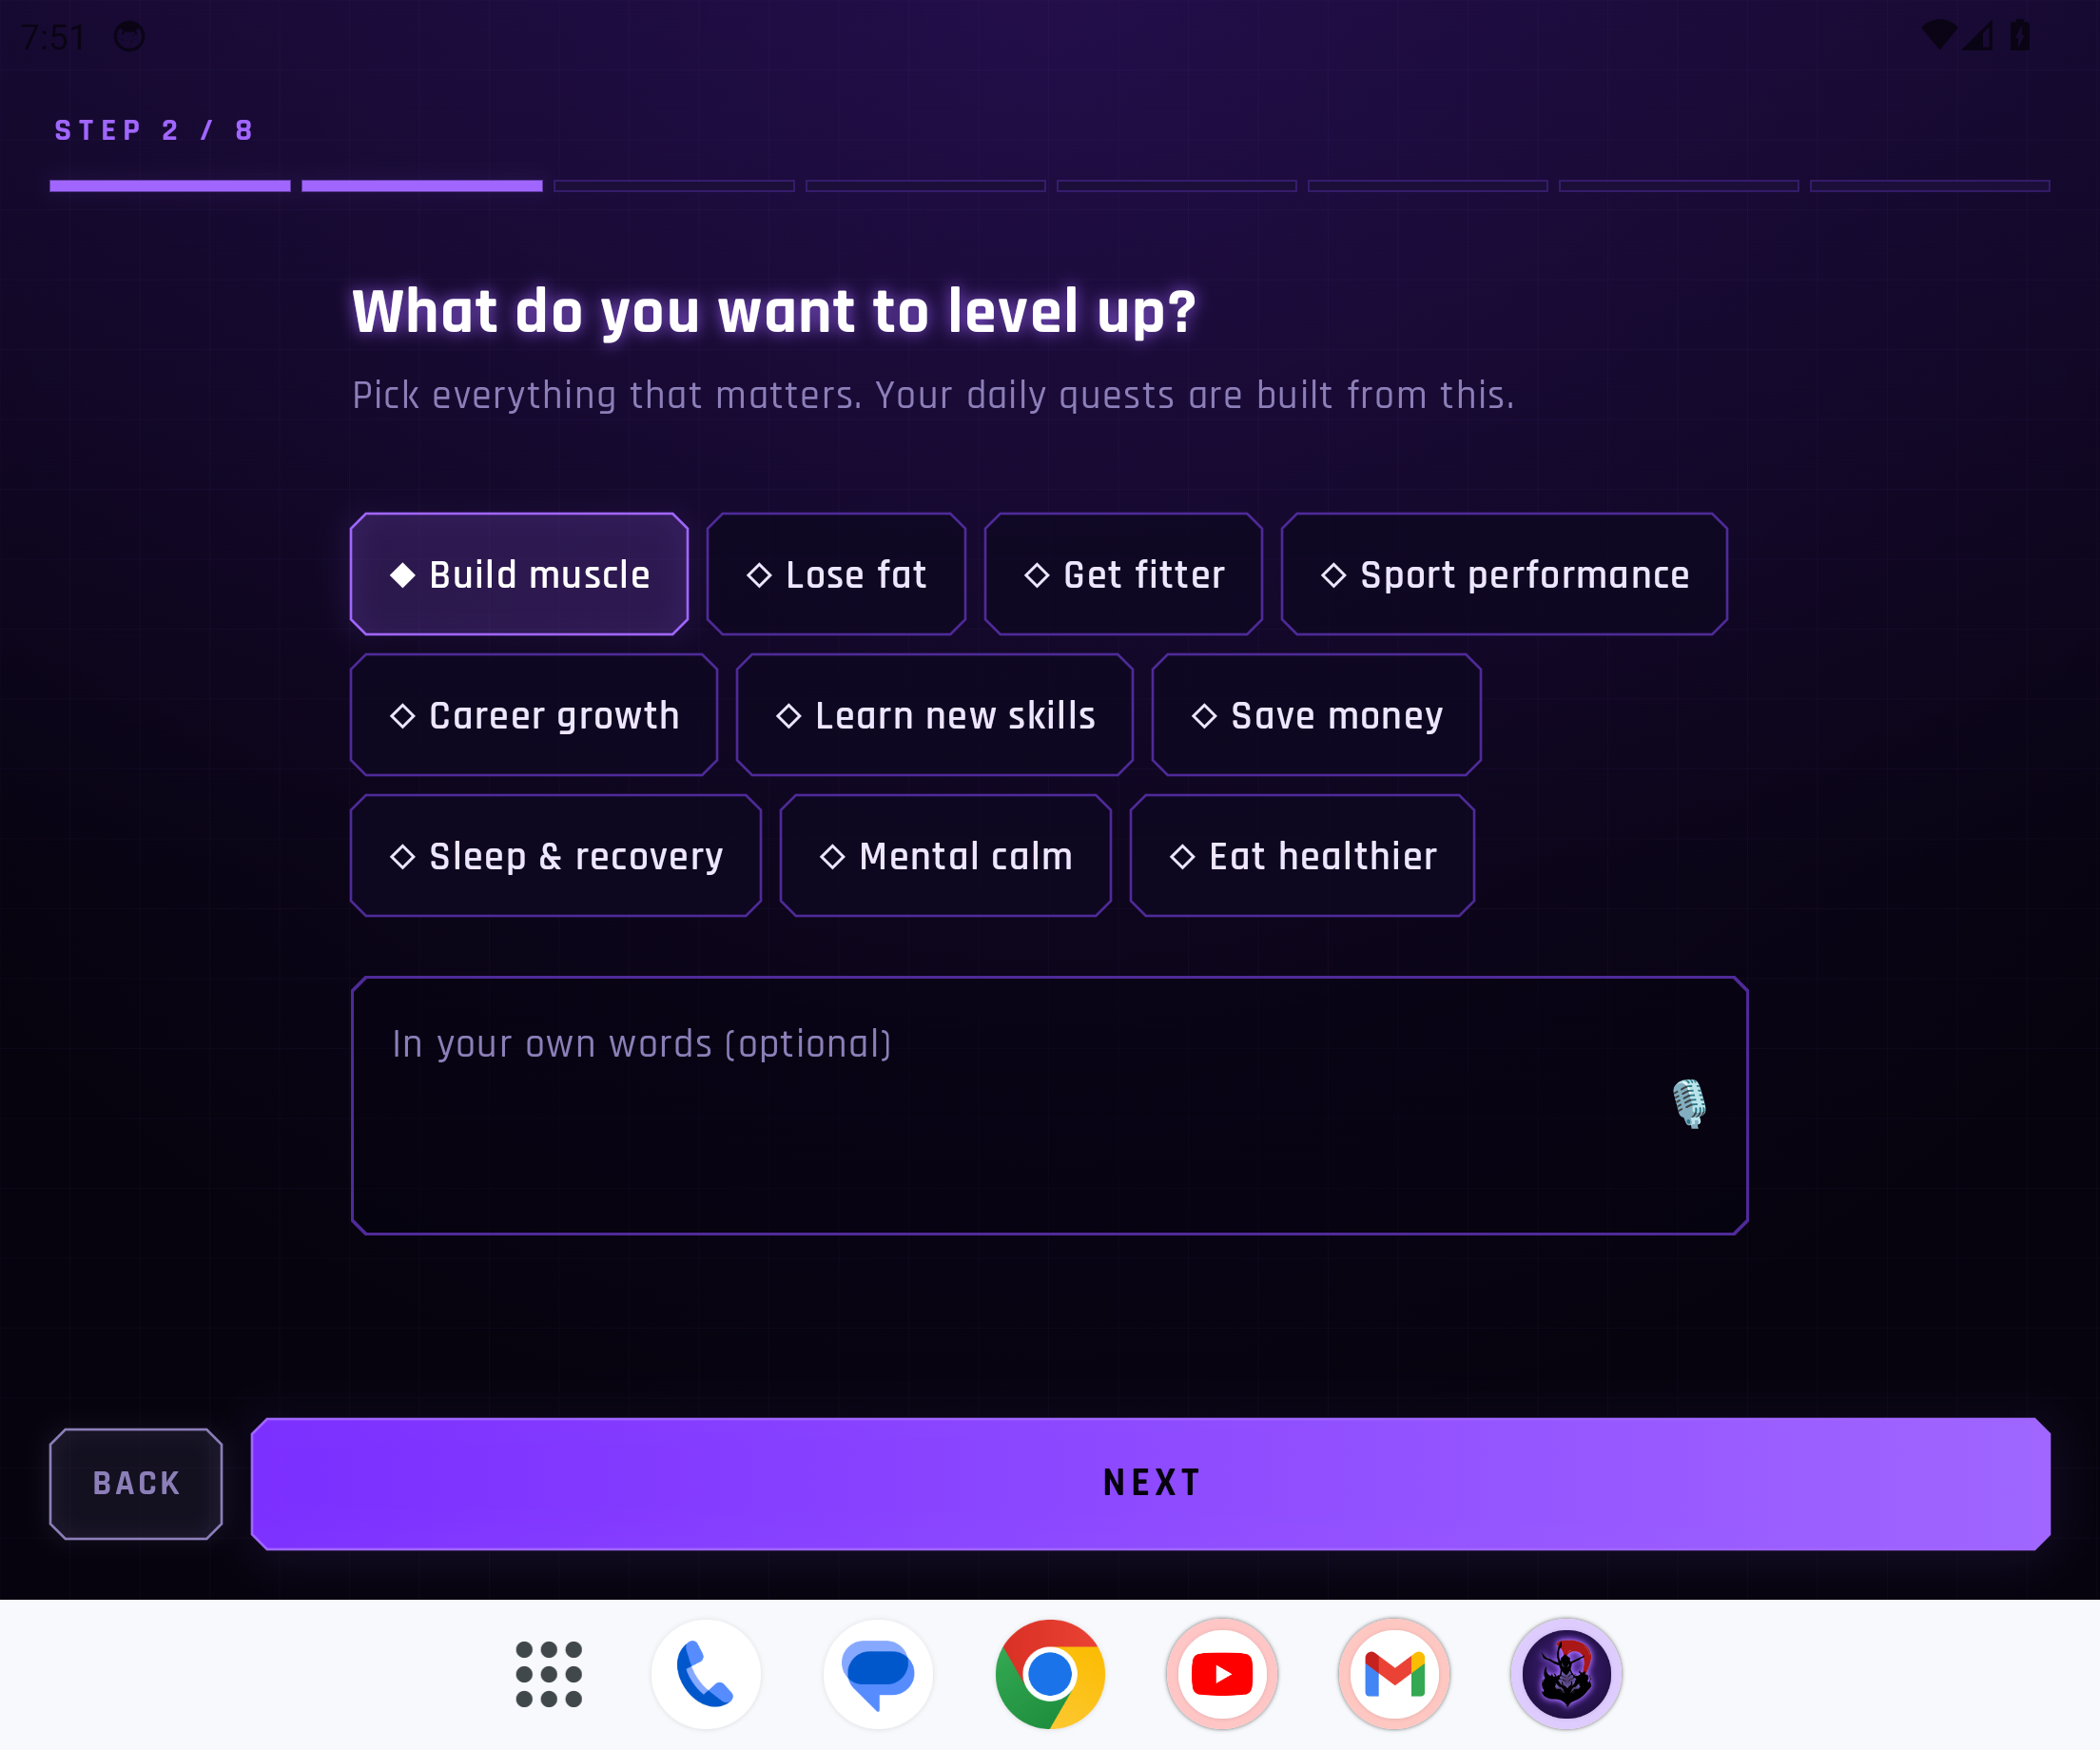 7:51
STEP 2 / 8
What do you want to level up?
Pick everything that matters. Your daily quests are built from this.
Build muscle
Lose fat
Get fitter
Sport performance
Career growth
Learn new skills
Save money
Sleep & recovery
Mental calm
Eat healthier
In your own words (optional)
BACK
NEXT